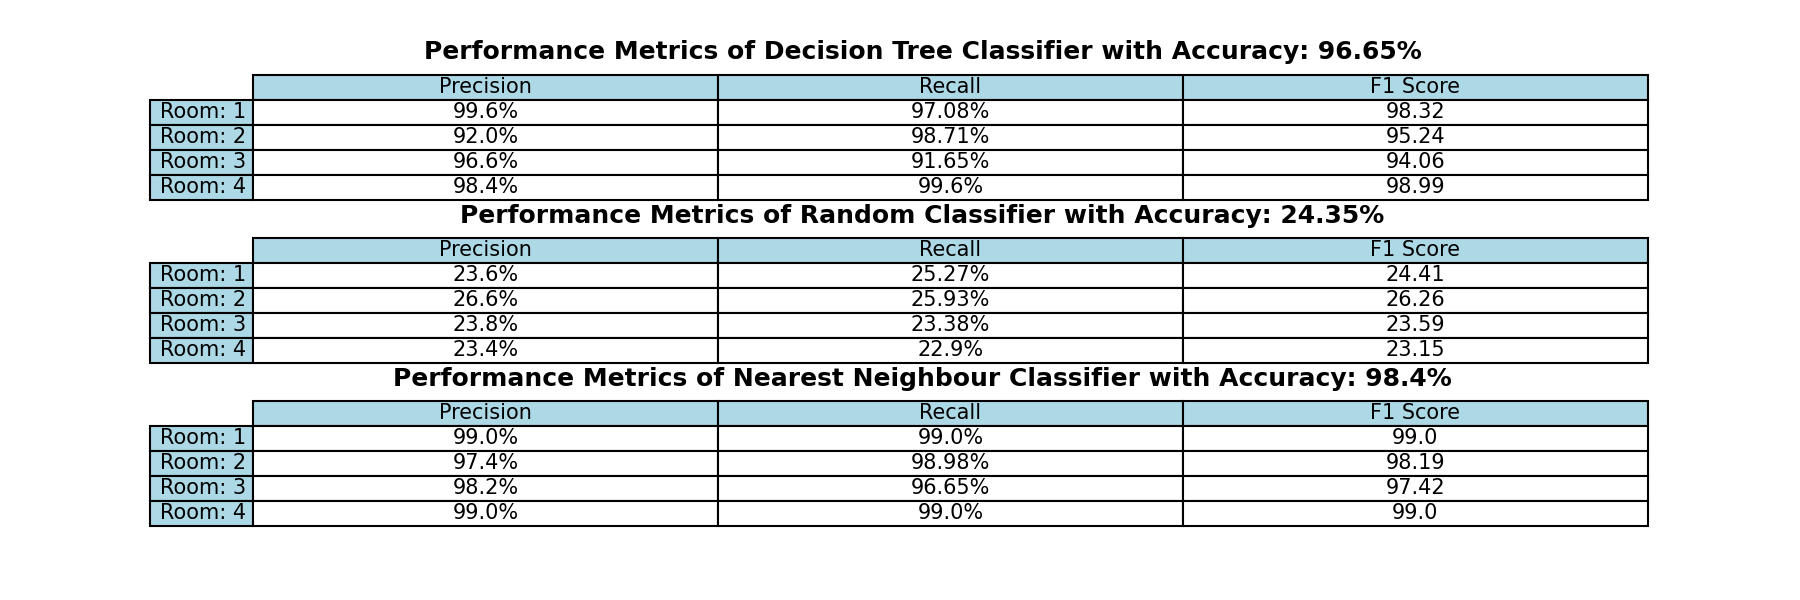 Performance Metrics of Decision Tree Classifier with Accuracy: 96.65%
Precision Recall F1 Score
Room: 1 99.6% 97.08% 98.32
Room: 2 92.0% 98.71% 95.24
Room: 3 96.6% 91.65% 94.06
Room: 4 98.4% 99.6% 98.99
Performance Metrics of Random Classifier with Accuracy: 24.35%
Precision Recall F1 Score
Room: 1 23.6% 25.27% 24.41
Room: 2 26.6% 25.93% 26.26
Room: 3 23.8% 23.38% 23.59
Room: 4 23.4% 22.9% 23.15
Performance Metrics of Nearest Neighbour Classifier with Accuracy: 98.4%
Precision Recall F1 Score
Room: 1 99.0% 99.0% 99.0
Room: 2 97.4% 98.98% 98.19
Room: 3 98.2% 96.65% 97.42
Room: 4 99.0% 99.0% 99.0